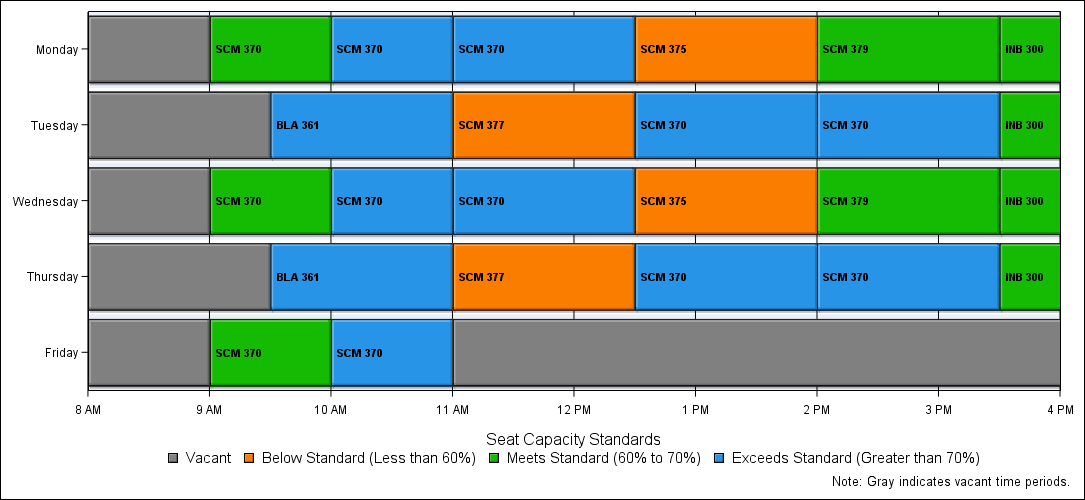 Monday SCM 370 SCM 370 SCM 370 SCM 375 SCM 379 INB 300
Tuesday BLA 361 SCM 377 SCM 370 SCM 370 INB 300
Wednesday SCM 370 SCM 370 SCM 370 SCM 375 SCM 379 INB 300
Thursday BLA 361 SCM 377 SCM 370 SCM 370 INB 300
Friday SCM 370 SCM 370
8 AM 9 AM 10 AM 11 AM 12 PM 1 PM 2 PM 3 PM 4 PM
Seat Capacity Standards
Vacant Below Standard (Less than 60%) Meets Standard (60% to 70%) Exceeds Standard (Greater than 70%)
Note: Gray indicates vacant time periods.